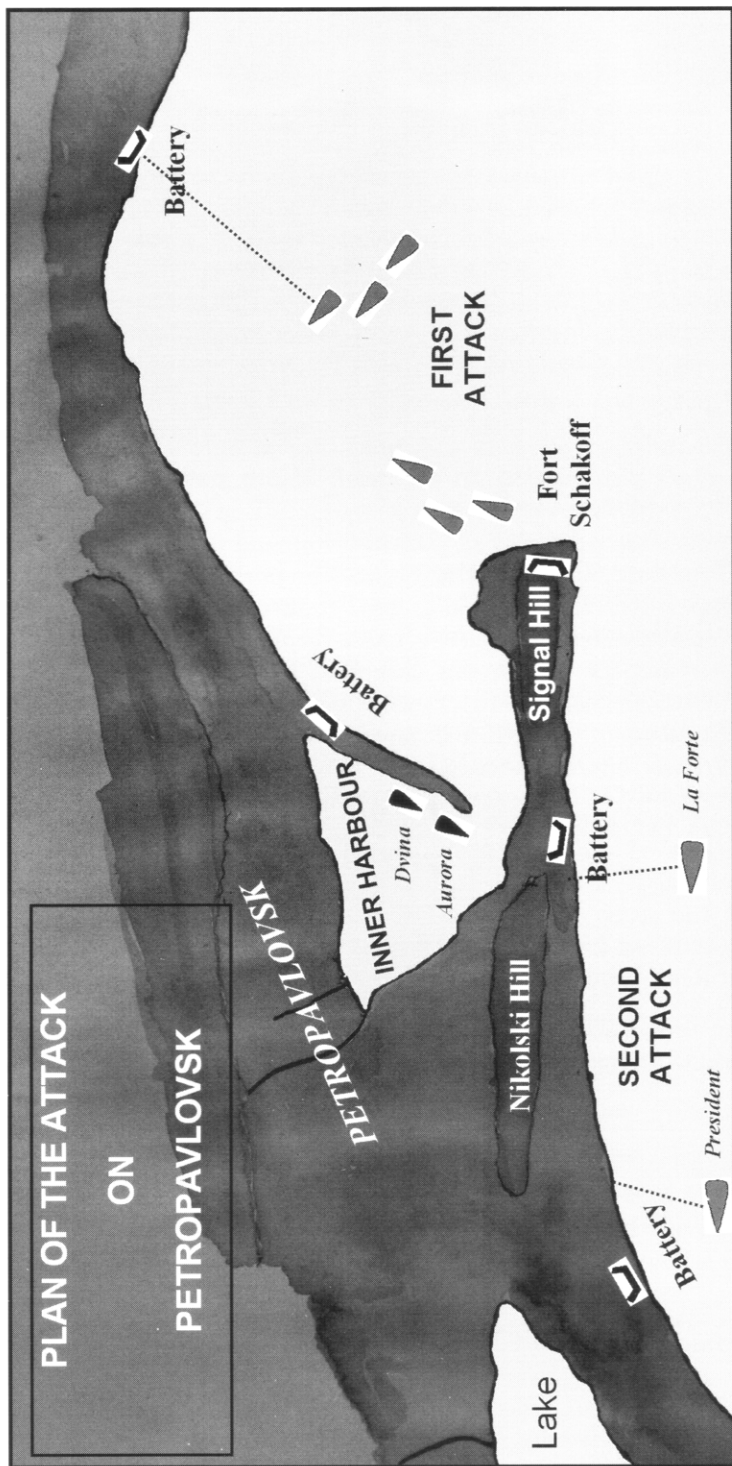 PLAN OF THE ATTACK
ON
PETROPAVLOVSK
PETROPAVLOVSK
INNER HARBOUR
Dvina
Aurora
Battery
Battery
FIRST
ATTACK
Fort
Schakoff
Signal Hill
Nikolski Hill
Battery
La Forte
SECOND
ATTACK
President
Battery
Lake